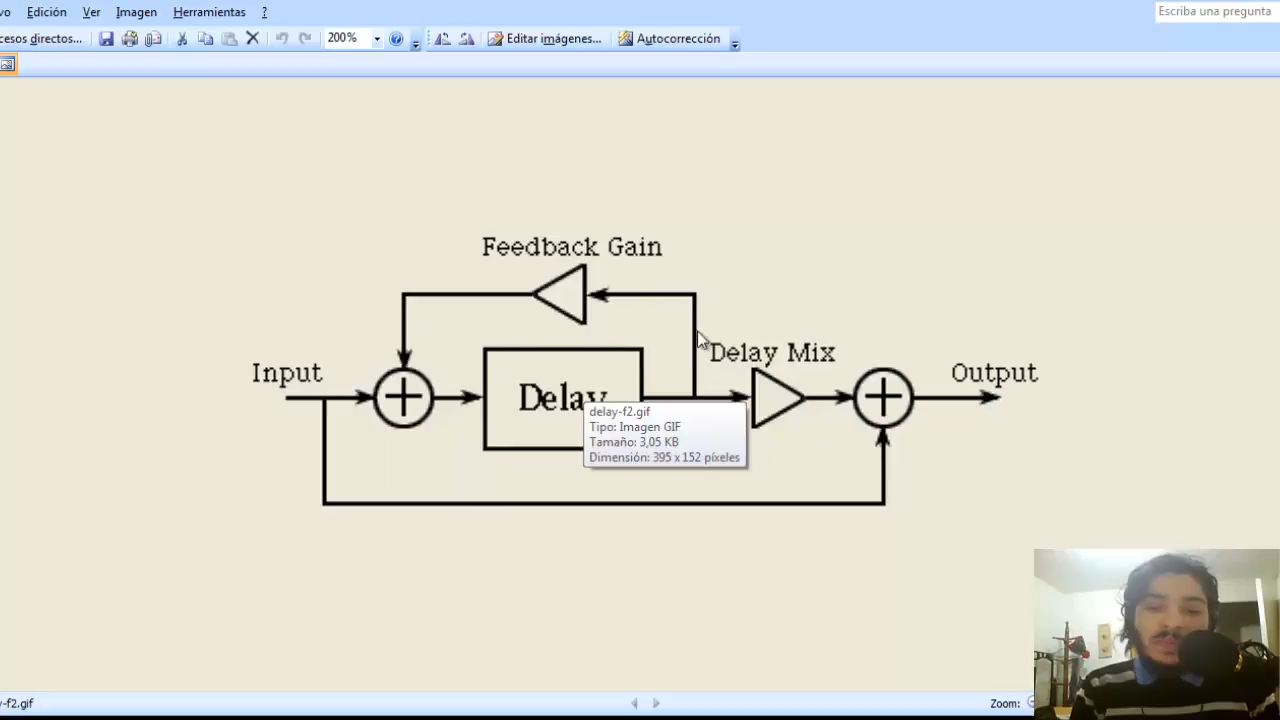 vo Edición Ver Imagen Herramientas ? Escriba una pregunta
cesos directos... 200% Editar imágenes... Autocorrección
Feedback Gain
Delay Mix
Input
Output
Delay
delay-f2.gif
Tipo: Imagen GIF
Tamaño: 3,05 KB
Dimensión: 395 x 152 píxeles
-f2.gif Zoom: